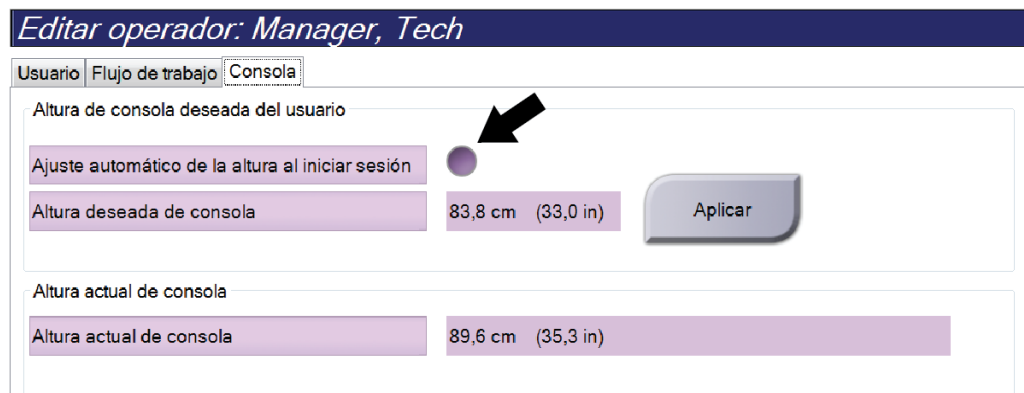 Editar operador: Manager, Tech
Usuario Flujo de trabajo Consola
Altura de consola deseada del usuario
Ajuste automático de la altura al iniciar sesión
Altura deseada de consola 83,8 cm (33,0 in) Aplicar
Altura actual de consola
Altura actual de consola 89,6 cm (35,3 in)